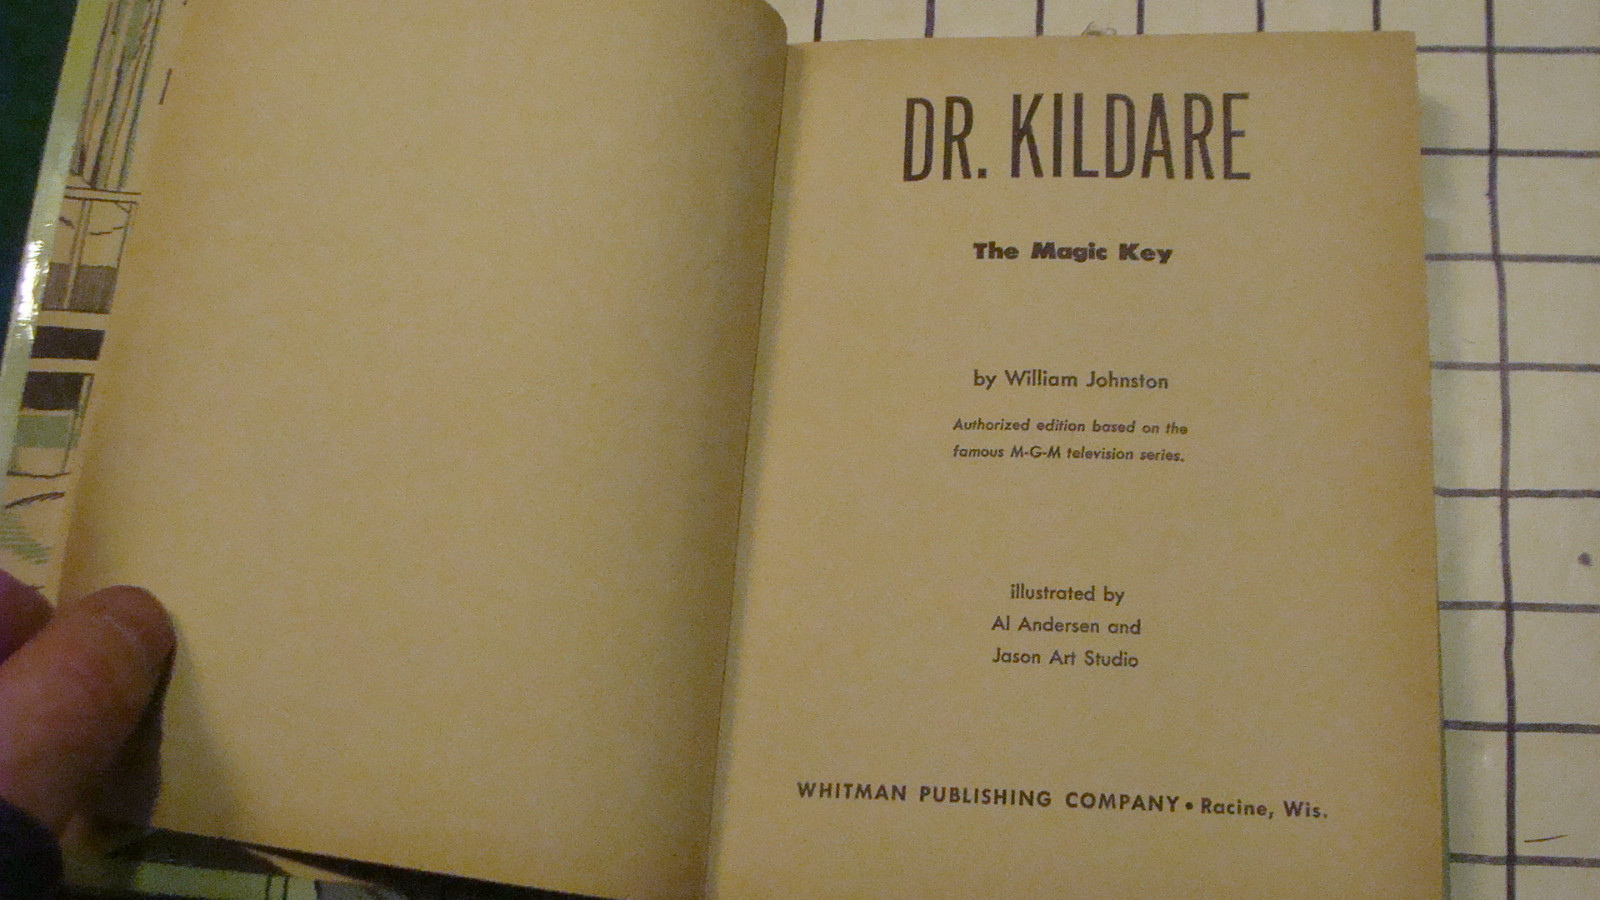 DR. KILDARE
The Magic Key
by William Johnston
Authorized edition based on the
famous M-G-M television series.
illustrated by
Al Andersen and
Jason Art Studio
WHITMAN PUBLISHING COMPANY • Racine, Wis.